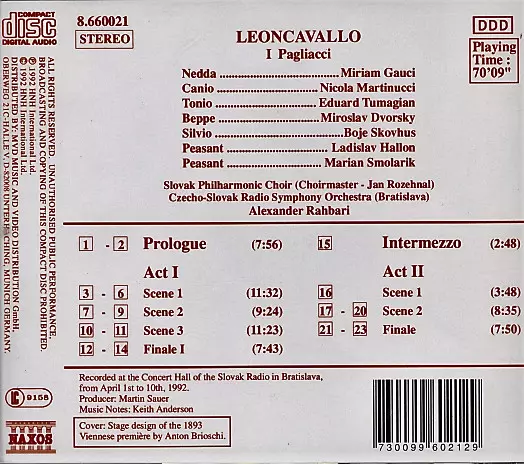 COMPACT
disc
DIGITAL AUDIO
8.660021
STEREO
LEONCAVALLO
I Pagliacci
DDD
Playing
Time :
70'09"
Nedda ........ Miriam Gauci
Canio ........ Nicola Martinucci
Tonio ........ Eduard Tumagian
Beppe ........ Miroslav Dvorsky
Silvio ........ Boje Skovhus
Peasant ........ Ladislav Hallon
Peasant ........ Marian Smolarik
Slovak Philharmonic Choir (Choirmaster - Jan Rozehnal)
Czecho-Slovak Radio Symphony Orchestra (Bratislava)
Alexander Rahbari
1 - 2 Prologue (7:56)
Act I
3 - 6 Scene 1 (11:32)
7 - 9 Scene 2 (9:24)
10 - 11 Scene 3 (11:23)
12 - 14 Finale I (7:43)
15 Intermezzo (2:48)
Act II
16 Scene 1 (3:48)
17 - 20 Scene 2 (8:35)
21 - 23 Finale (7:50)
Recorded at the Concert Hall of the Slovak Radio in Bratislava,
from April 1st to 10th, 1992.
Producer: Martin Sauer
Music Notes: Keith Anderson
Cover: Stage design of the 1893
Viennese première by Anton Brioschi.
7 30099 60212 9
ALL RIGHTS RESERVED. UNAUTHORISED PUBLIC PERFORMANCE,
BROADCASTING AND COPYING OF THIS COMPACT DISC PROHIBITED.
℗ 1992 HNH International Ltd.
© 1992 HNH International Ltd.
DISTRIBUTED BY: MVD MUSIC AND VIDEO DISTRIBUTION GmbH,
OBERWEG 21C-HALLE V, D-82008 UNTERHACHING, MUNICH GERMANY.
LC 9158
NAXOS